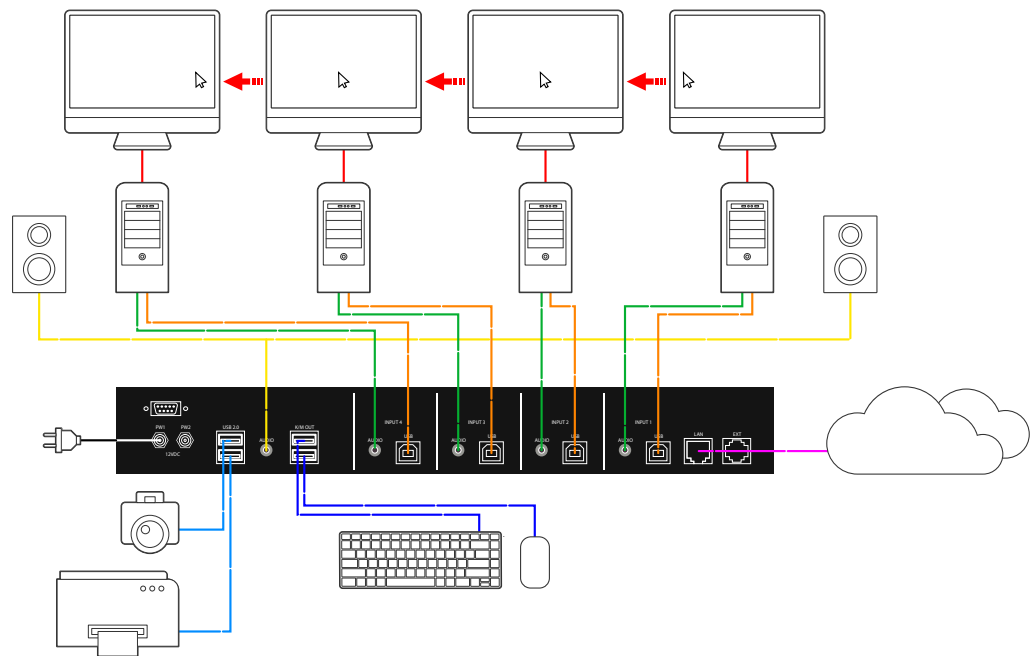 INPUT 4
INPUT 3
INPUT 2
INPUT 1
PW1
PW2
USB 2.0
K/M OUT
12VDC
AUDIO
AUDIO
USB
AUDIO
USB
AUDIO
USB
AUDIO
USB
LAN
EXT